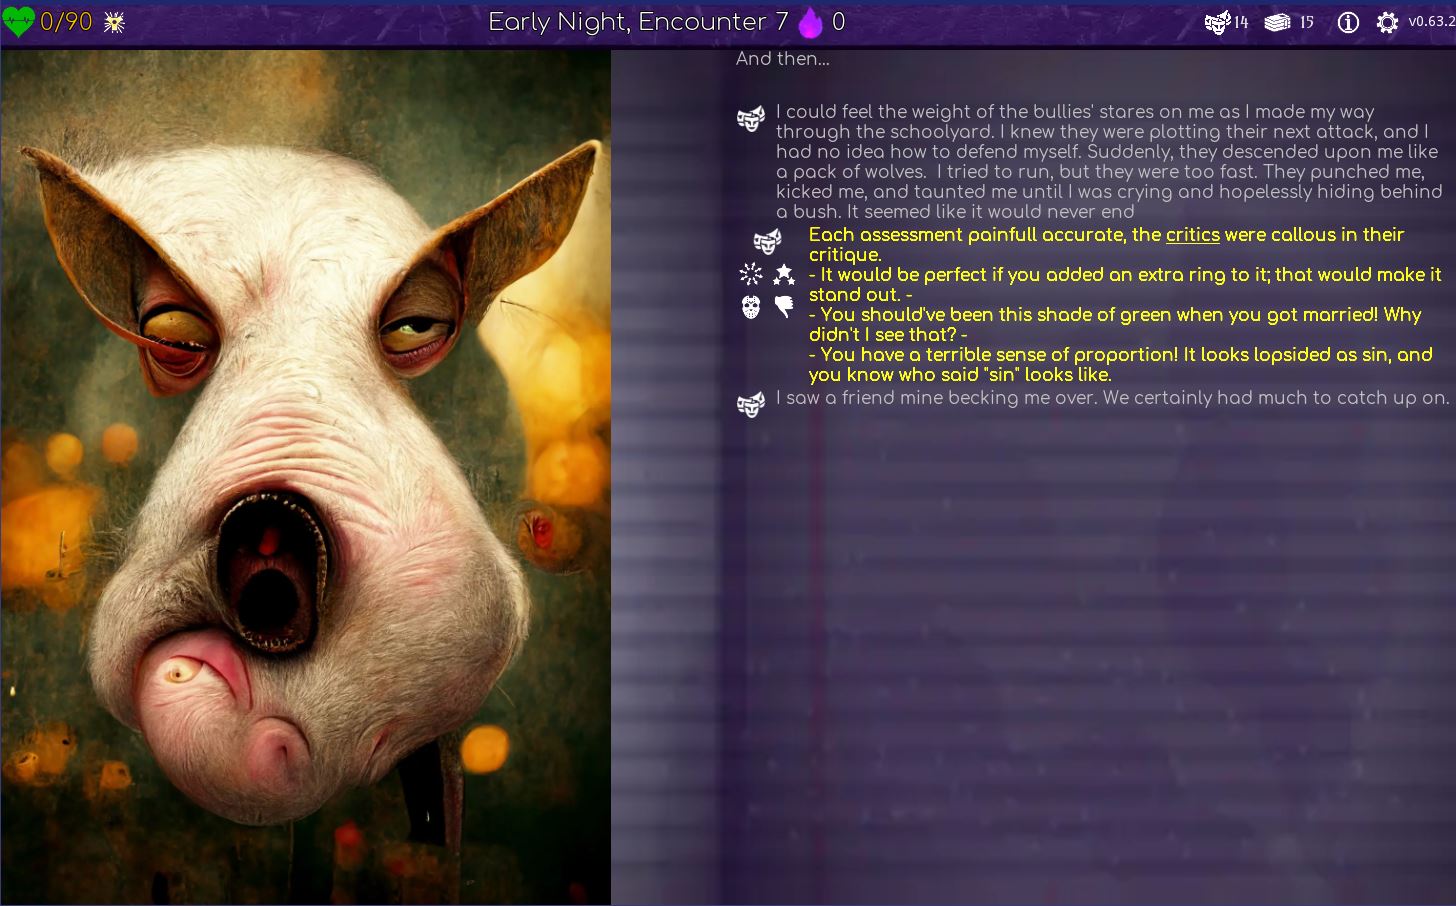 0/90
Early Night, Encounter 7 0
14 15 v0.63.2
And then...
I could feel the weight of the bullies' stares on me as I made my way
through the schoolyard. I knew they were plotting their next attack, and I
had no idea how to defend myself. Suddenly, they descended upon me like
a pack of wolves.  I tried to run, but they were too fast. They punched me,
kicked me, and taunted me until I was crying and hopelessly hiding behind
a bush. It seemed like it would never end
Each assessment painfull accurate, the critics were callous in their
critique.
- It would be perfect if you added an extra ring to it; that would make it
stand out. -
- You should've been this shade of green when you got married! Why
didn't I see that? -
- You have a terrible sense of proportion! It looks lopsided as sin, and
you know who said "sin" looks like.
I saw a friend mine becking me over. We certainly had much to catch up on.